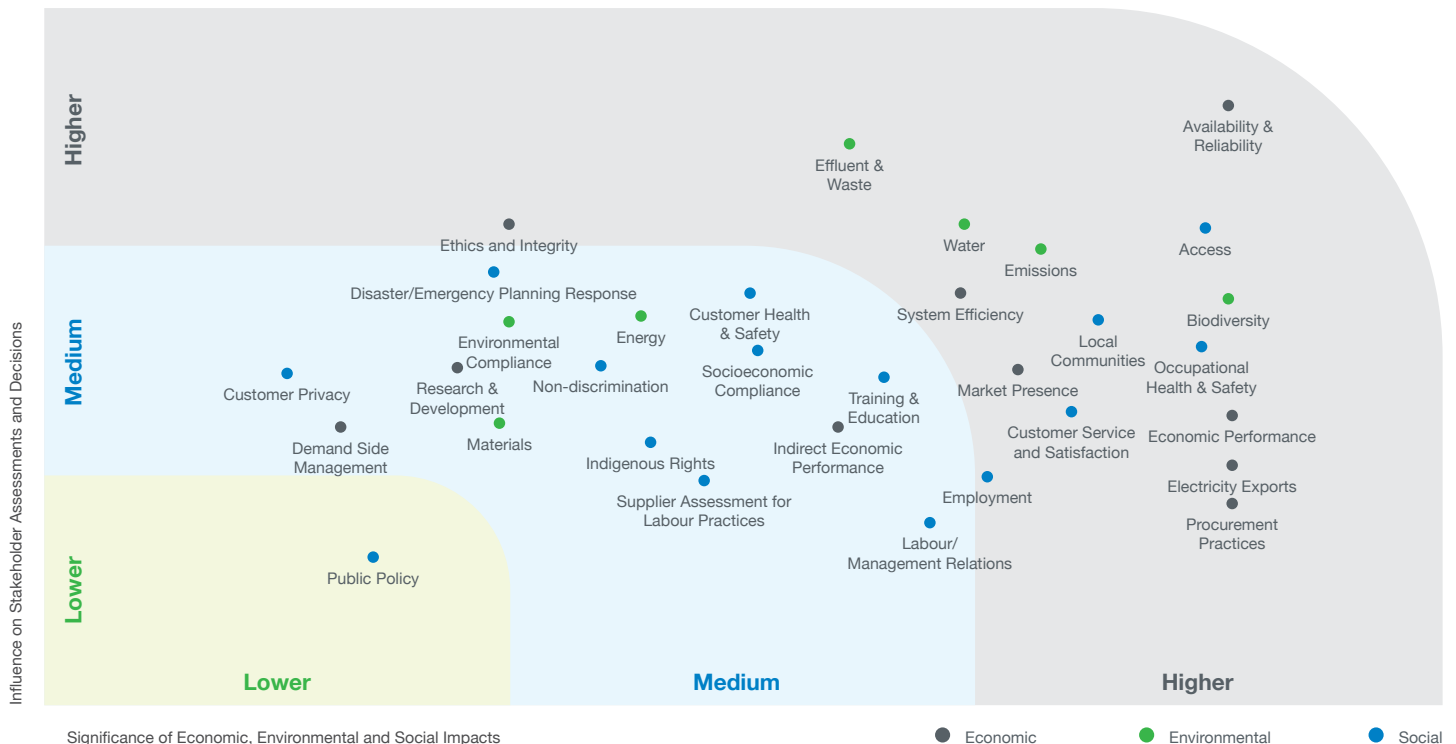 Influence on Stakeholder Assessments and Decisions
Higher
Medium
Lower
Availability &
Reliability
Effluent &
Waste
Ethics and Integrity
Water
Access
Emissions
Disaster/Emergency Planning Response
System Efficiency
Customer Health
& Safety
Biodiversity
Energy
Environmental
Compliance
Local
Communities
Occupational
Health & Safety
Socioeconomic
Compliance
Non-discrimination
Research &
Development
Customer Privacy
Market Presence
Training &
Education
Customer Service
and Satisfaction
Economic Performance
Materials
Demand Side
Management
Indirect Economic
Performance
Indigenous Rights
Electricity Exports
Employment
Supplier Assessment for
Labour Practices
Procurement
Practices
Labour/
Management Relations
Public Policy
Lower
Medium
Higher
Significance of Economic, Environmental and Social Impacts
Economic
Environmental
Social